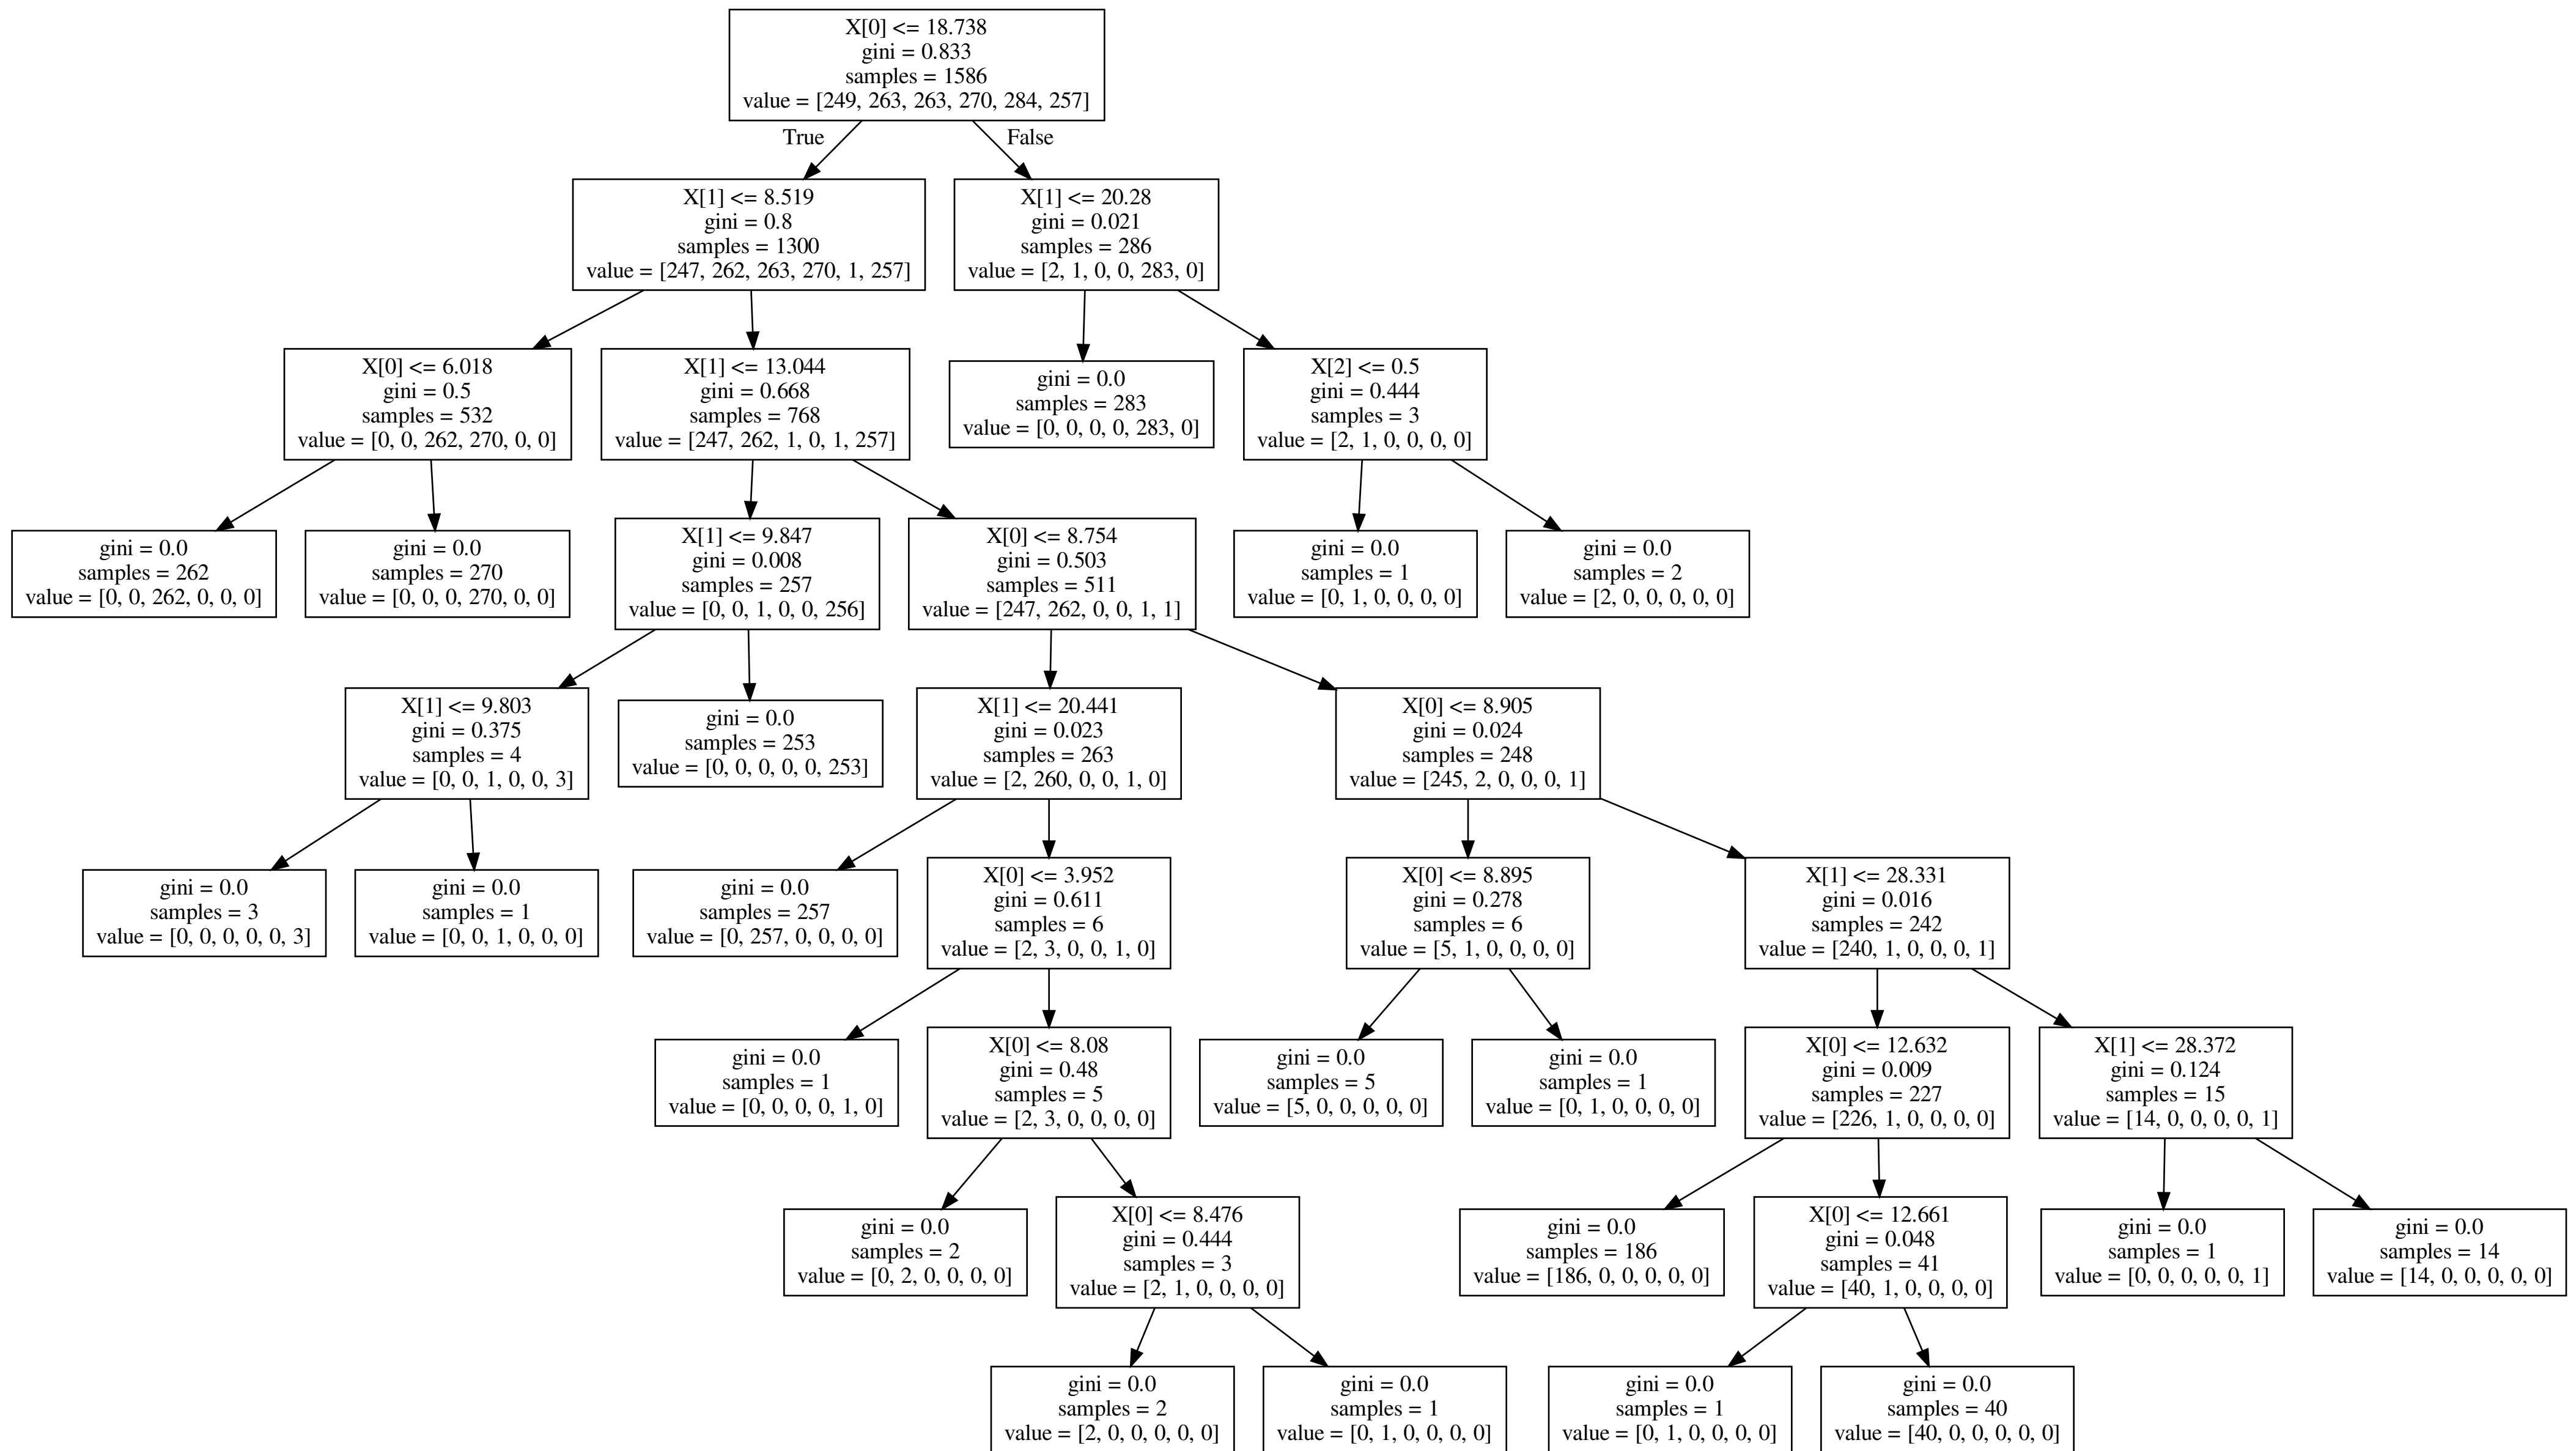 X[0] <= 18.738
gini = 0.833
samples = 1586
value = [249, 263, 263, 270, 284, 257]
True
False
X[1] <= 8.519
gini = 0.8
samples = 1300
value = [247, 262, 263, 270, 1, 257]
X[1] <= 20.28
gini = 0.021
samples = 286
value = [2, 1, 0, 0, 283, 0]
X[0] <= 6.018
gini = 0.5
samples = 532
value = [0, 0, 262, 270, 0, 0]
X[1] <= 13.044
gini = 0.668
samples = 768
value = [247, 262, 1, 0, 1, 257]
gini = 0.0
samples = 283
value = [0, 0, 0, 0, 283, 0]
X[2] <= 0.5
gini = 0.444
samples = 3
value = [2, 1, 0, 0, 0, 0]
gini = 0.0
samples = 262
value = [0, 0, 262, 0, 0, 0]
gini = 0.0
samples = 270
value = [0, 0, 0, 270, 0, 0]
X[1] <= 9.847
gini = 0.008
samples = 257
value = [0, 0, 1, 0, 0, 256]
X[0] <= 8.754
gini = 0.503
samples = 511
value = [247, 262, 0, 0, 1, 1]
gini = 0.0
samples = 1
value = [0, 1, 0, 0, 0, 0]
gini = 0.0
samples = 2
value = [2, 0, 0, 0, 0, 0]
X[1] <= 9.803
gini = 0.375
samples = 4
value = [0, 0, 1, 0, 0, 3]
gini = 0.0
samples = 253
value = [0, 0, 0, 0, 0, 253]
X[1] <= 20.441
gini = 0.023
samples = 263
value = [2, 260, 0, 0, 1, 0]
X[0] <= 8.905
gini = 0.024
samples = 248
value = [245, 2, 0, 0, 0, 1]
gini = 0.0
samples = 3
value = [0, 0, 0, 0, 0, 3]
gini = 0.0
samples = 1
value = [0, 0, 1, 0, 0, 0]
gini = 0.0
samples = 257
value = [0, 257, 0, 0, 0, 0]
X[0] <= 3.952
gini = 0.611
samples = 6
value = [2, 3, 0, 0, 1, 0]
X[0] <= 8.895
gini = 0.278
samples = 6
value = [5, 1, 0, 0, 0, 0]
X[1] <= 28.331
gini = 0.016
samples = 242
value = [240, 1, 0, 0, 0, 1]
gini = 0.0
samples = 1
value = [0, 0, 0, 0, 1, 0]
X[0] <= 8.08
gini = 0.48
samples = 5
value = [2, 3, 0, 0, 0, 0]
gini = 0.0
samples = 5
value = [5, 0, 0, 0, 0, 0]
gini = 0.0
samples = 1
value = [0, 1, 0, 0, 0, 0]
X[0] <= 12.632
gini = 0.009
samples = 227
value = [226, 1, 0, 0, 0, 0]
X[1] <= 28.372
gini = 0.124
samples = 15
value = [14, 0, 0, 0, 0, 1]
gini = 0.0
samples = 2
value = [0, 2, 0, 0, 0, 0]
X[0] <= 8.476
gini = 0.444
samples = 3
value = [2, 1, 0, 0, 0, 0]
gini = 0.0
samples = 186
value = [186, 0, 0, 0, 0, 0]
X[0] <= 12.661
gini = 0.048
samples = 41
value = [40, 1, 0, 0, 0, 0]
gini = 0.0
samples = 1
value = [0, 0, 0, 0, 0, 1]
gini = 0.0
samples = 14
value = [14, 0, 0, 0, 0, 0]
gini = 0.0
samples = 2
value = [2, 0, 0, 0, 0, 0]
gini = 0.0
samples = 1
value = [0, 1, 0, 0, 0, 0]
gini = 0.0
samples = 1
value = [0, 1, 0, 0, 0, 0]
gini = 0.0
samples = 40
value = [40, 0, 0, 0, 0, 0]